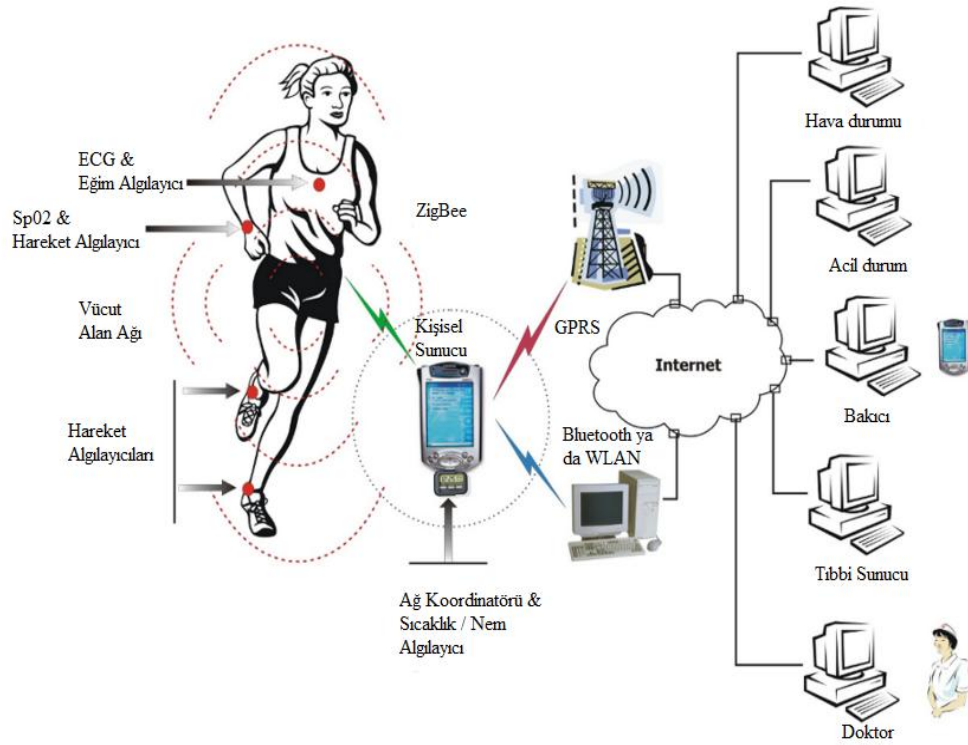 ECG &
Eğim Algılayıcı
Sp02 &
Hareket Algılayıcı
Vücut
Alan Ağı
Hareket
Algılayıcıları
ZigBee
Kişisel
Sunucu
Ağ Koordinatörü &
Sıcaklık / Nem
Algılayıcı
GPRS
Bluetooth ya
da WLAN
Internet
Hava durumu
Acil durum
Bakıcı
Tıbbi Sunucu
Doktor